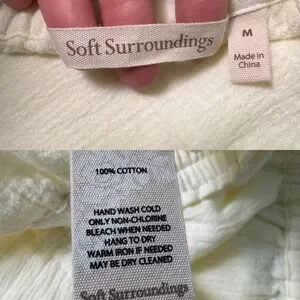 Soft Surroundings
M
Made in
China
100% COTTON
HAND WASH COLD
ONLY NON-CHLORINE
BLEACH WHEN NEEDED
HANG TO DRY
WARM IRON IF NEEDED
MAY BE DRY CLEANED
Soft Surroundings